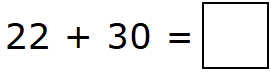 22 + 30 =